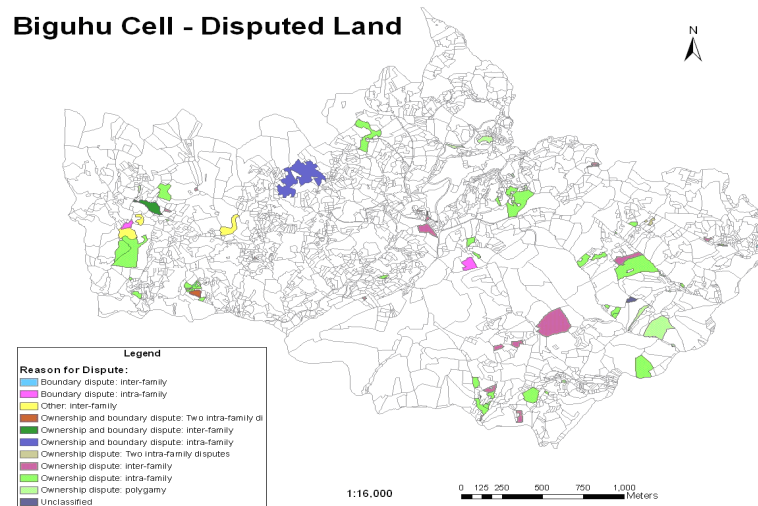 Biguhu Cell - Disputed Land
N
Legend
Reason for Dispute:
Boundary dispute: inter-family
Boundary dispute: intra-family
Other: inter-family
Ownership and boundary dispute: Two intra-family di
Ownership and boundary dispute: inter-family
Ownership and boundary dispute: intra-family
Ownership dispute: Two intra-family disputes
Ownership dispute: inter-family
Ownership dispute: intra-family
Ownership dispute: polygamy
Unclassified
1:16,000
0 125 250 500 750 1,000
Meters